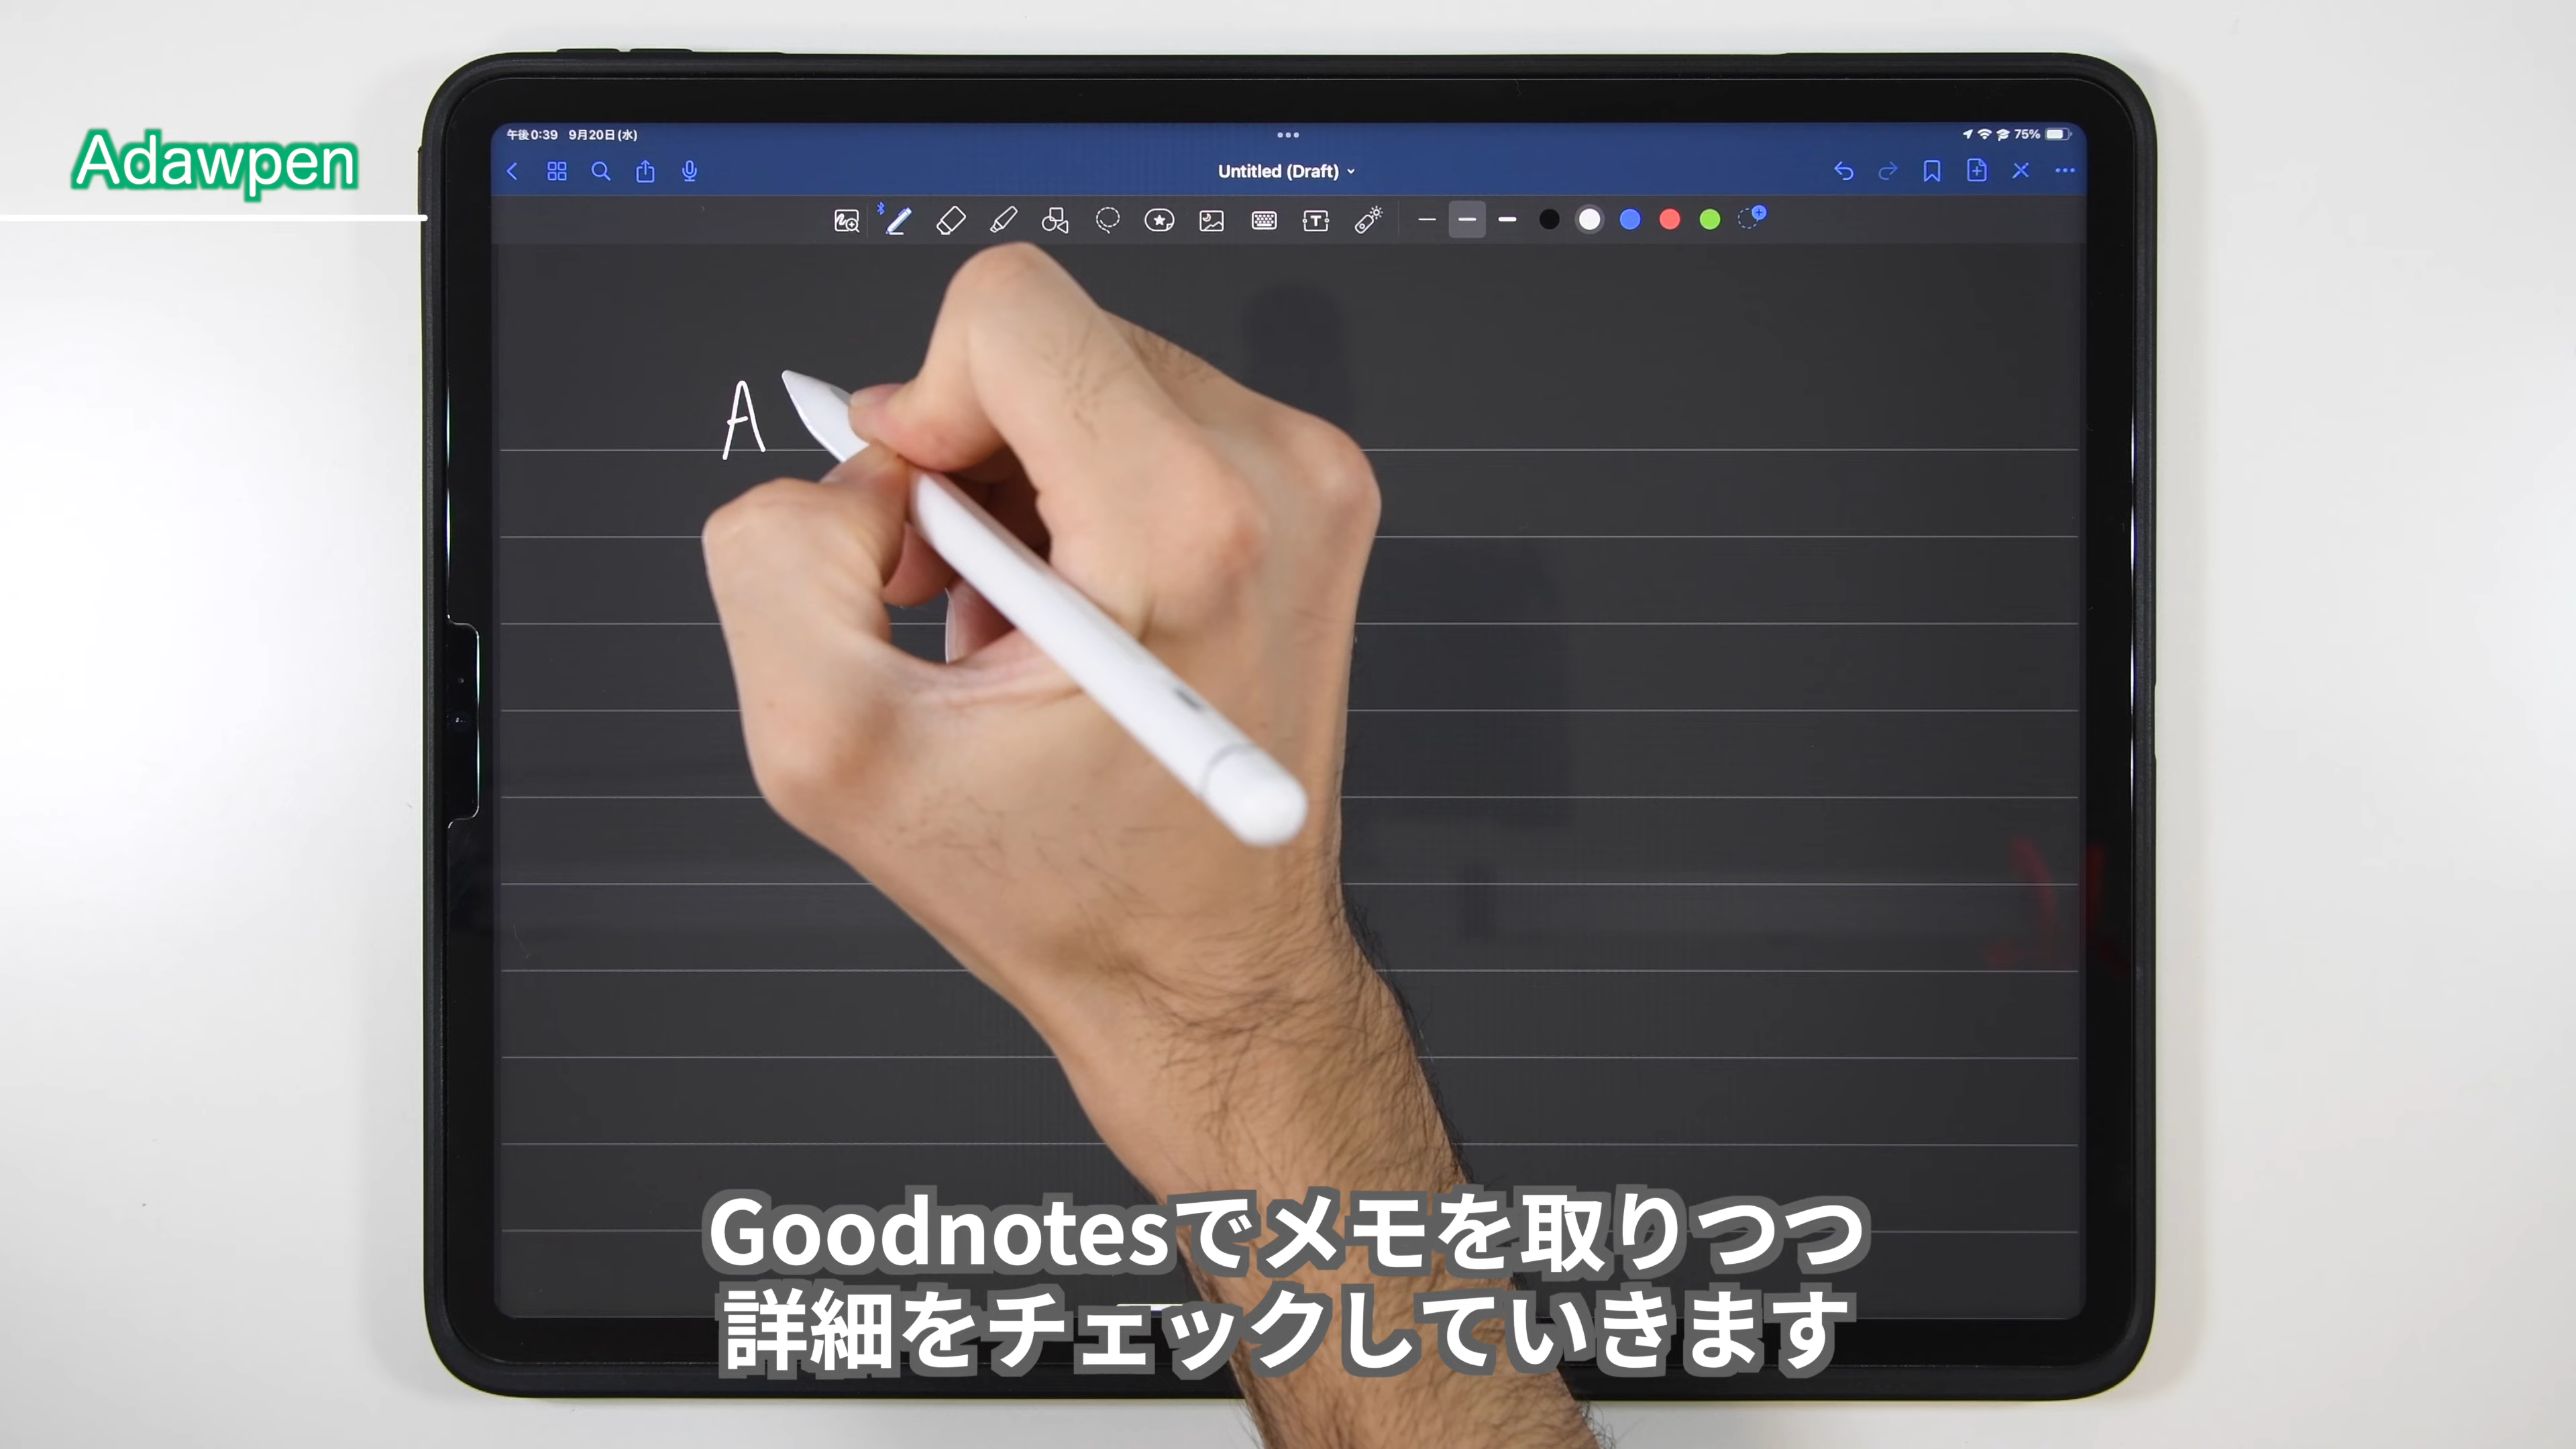 Adawpen
午後0:39 9月20日(水)
75%
Untitled (Draft)
A
Goodnotesでメモを取りつつ
詳細をチェックしていきます